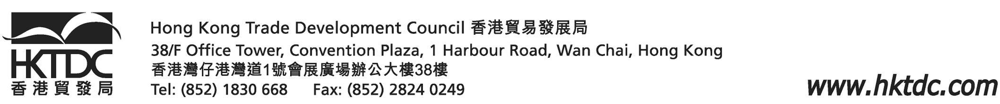 HKTDC
香港貿發局
Hong Kong Trade Development Council 香港貿易發展局
38/F Office Tower, Convention Plaza, 1 Harbour Road, Wan Chai, Hong Kong
香港灣仔港灣道1號會展廣場辦公大樓38樓
Tel: (852) 1830 668 Fax: (852) 2824 0249
www.hktdc.com